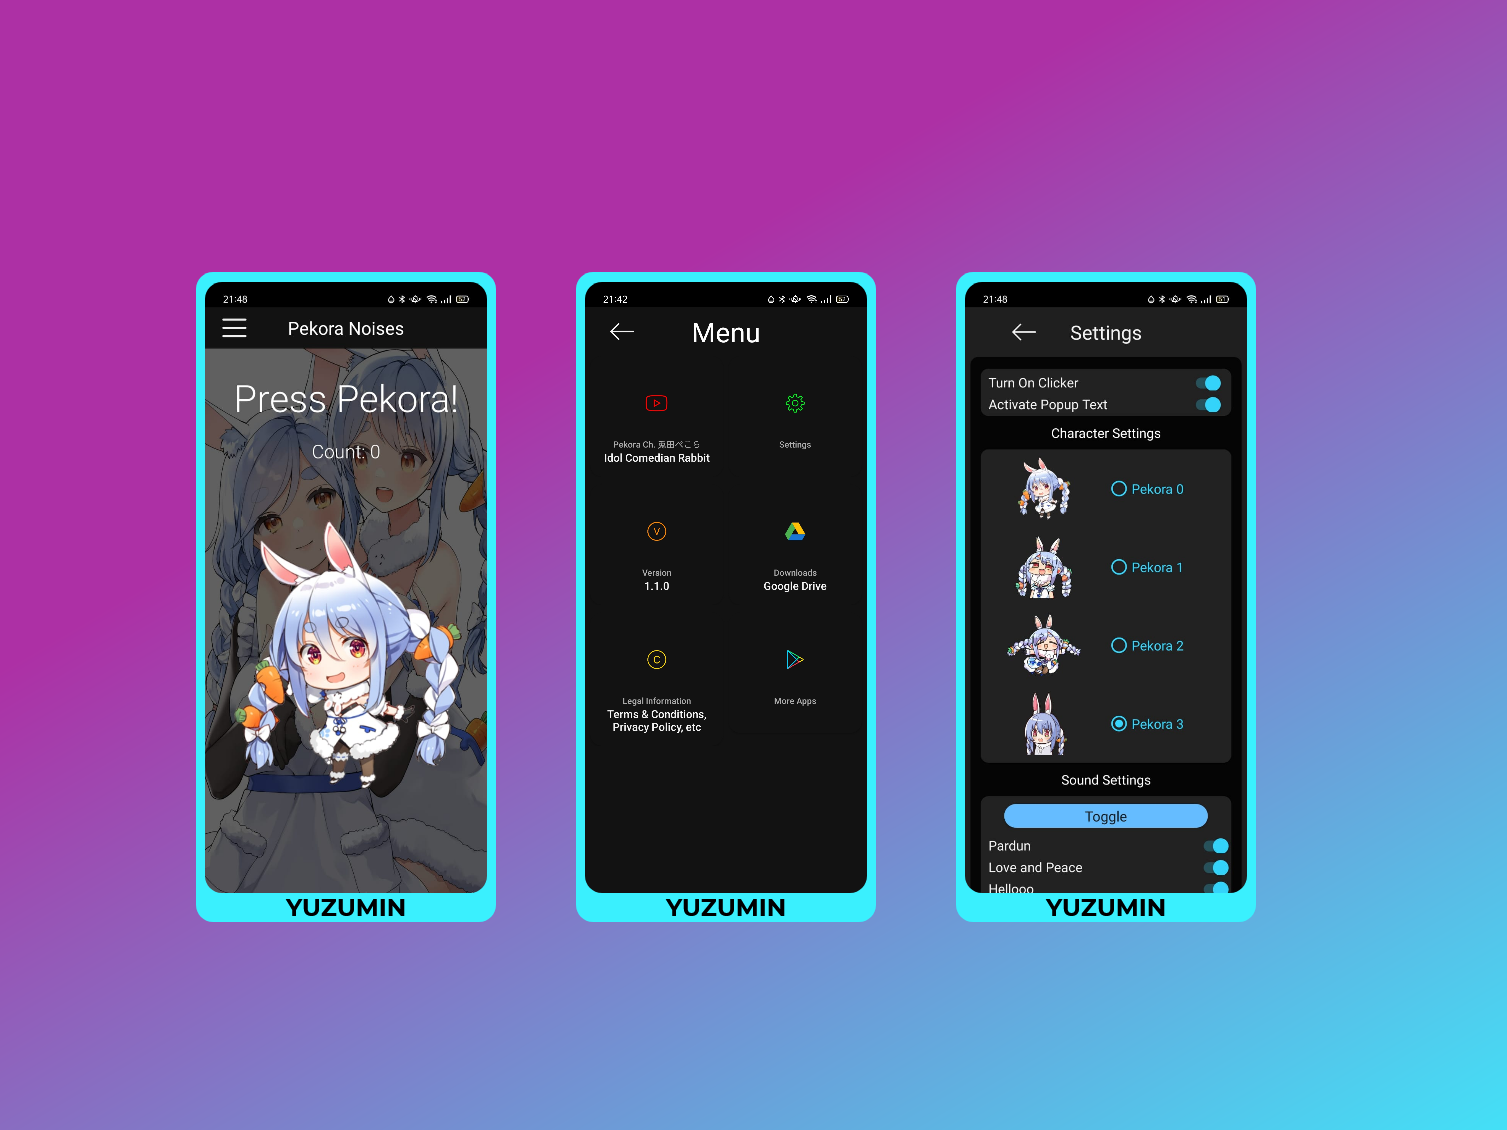 21:48
Pekora Noises
Press Pekora!
Count: 0
YUZUMIN
21:42
Menu
Pekora Ch. 兎田ぺこら
Idol Comedian Rabbit
Settings
V
Version
1.1.0
Downloads
Google Drive
C
Legal Information
Terms & Conditions,
Privacy Policy, etc
More Apps
YUZUMIN
21:48
Settings
Turn On Clicker
Activate Popup Text
Character Settings
Pekora 0
Pekora 1
Pekora 2
Pekora 3
Sound Settings
Toggle
Pardun
Love and Peace
Hellooo
YUZUMIN